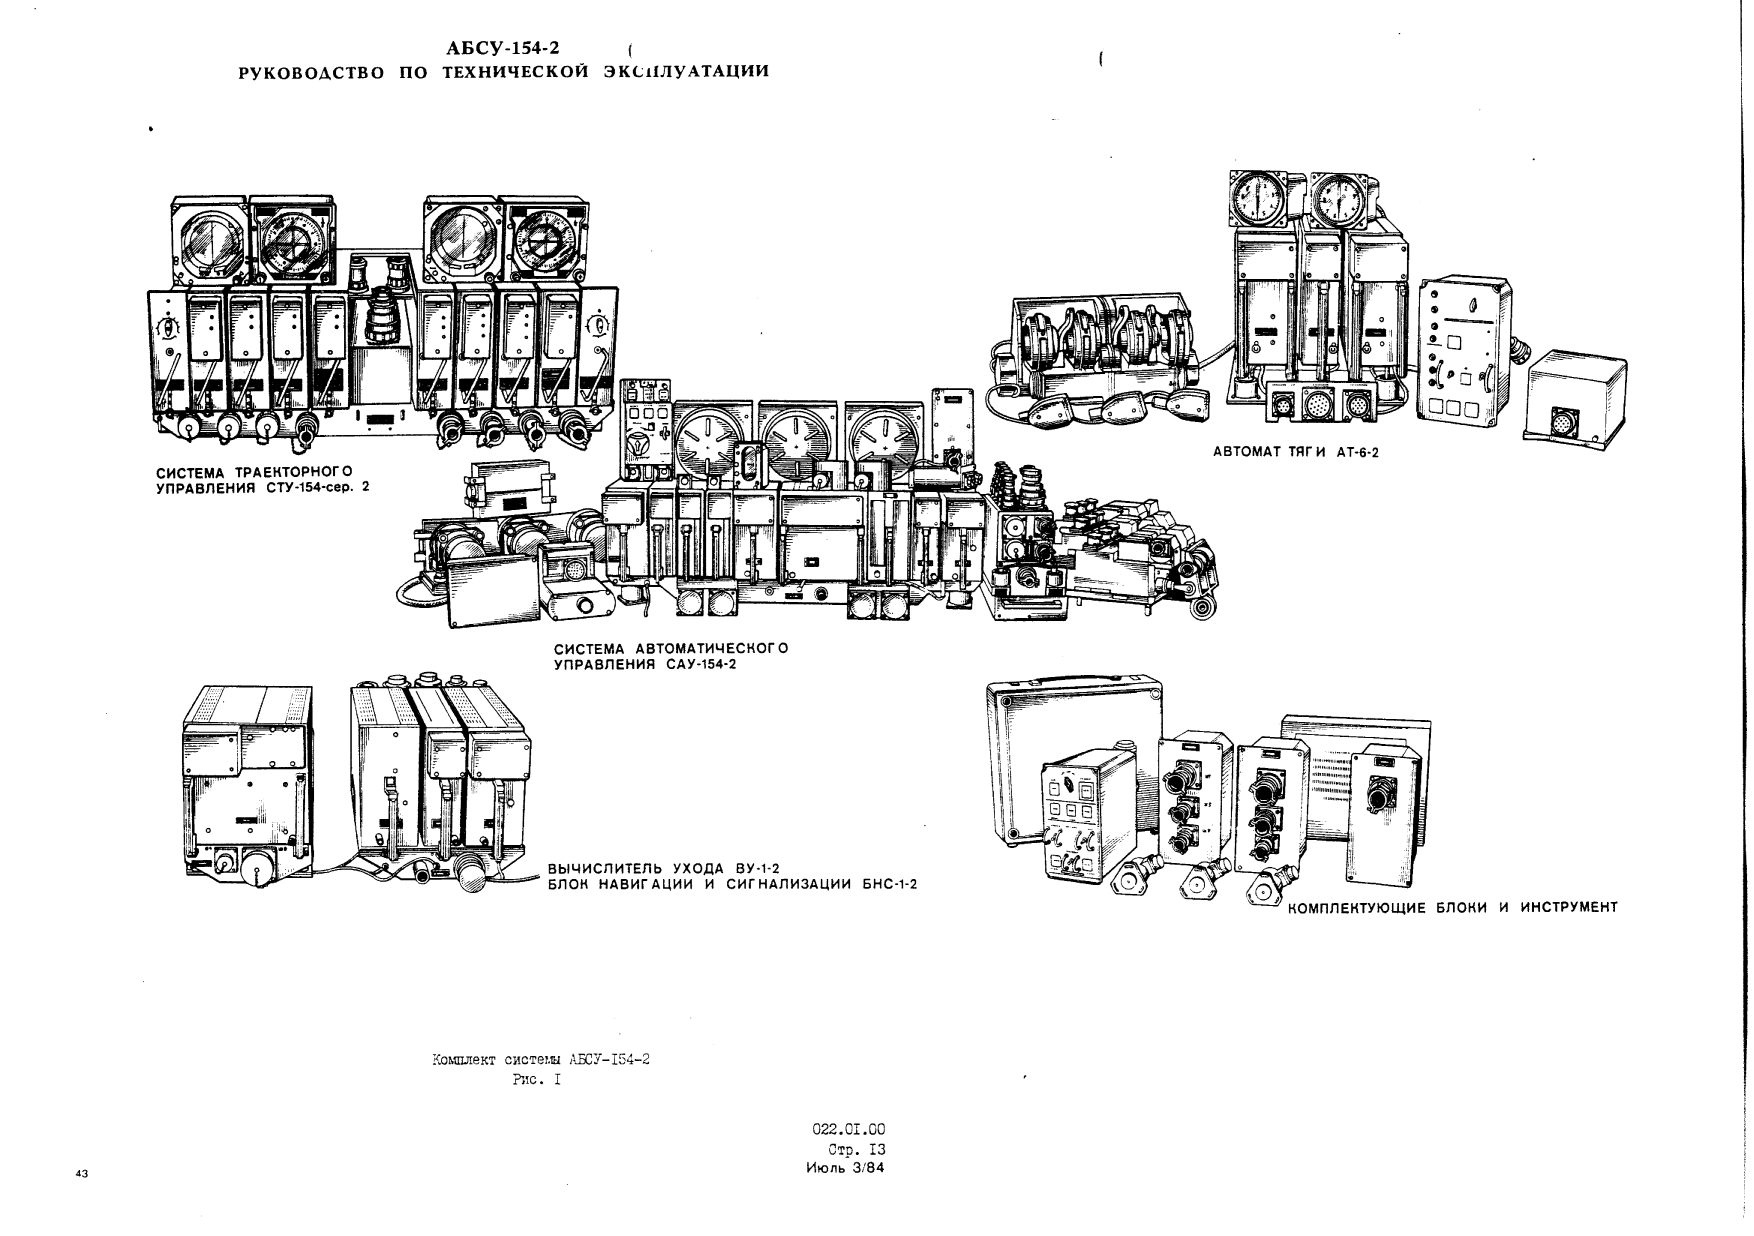 АБСУ-154-2
РУКОВОДСТВО ПО ТЕХНИЧЕСКОЙ ЭКСПЛУАТАЦИИ
СИСТЕМА ТРАЕКТОРНОГО
УПРАВЛЕНИЯ СТУ-154-сер. 2
АВТОМАТ ТЯГИ АТ-6-2
СИСТЕМА АВТОМАТИЧЕСКОГО
УПРАВЛЕНИЯ САУ-154-2
ВЫЧИСЛИТЕЛЬ УХОДА ВУ-1-2
БЛОК НАВИГАЦИИ И СИГНАЛИЗАЦИИ БНС-1-2
КОМПЛЕКТУЮЩИЕ БЛОКИ И ИНСТРУМЕНТ
Комплект системы АБСУ-154-2
Рис. I
022.0I.00
Стр. I3
Июль 3/84
43